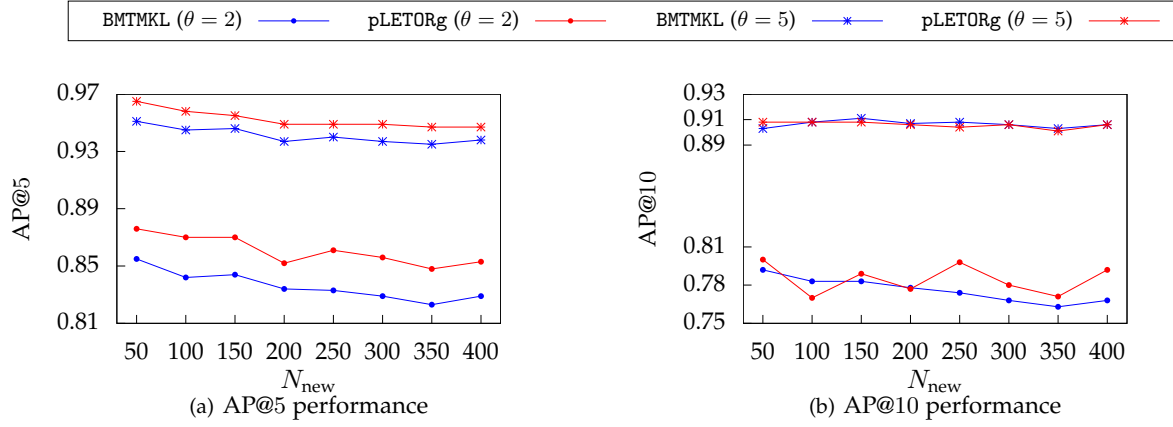 BMTMKL (θ = 2) pLETORg (θ = 2) BMTMKL (θ = 5) pLETORg (θ = 5)
AP@5
0.97
0.93
0.89
0.85
0.81
50 100 150 200 250 300 350 400
N_new
(a) AP@5 performance
AP@10
0.93
0.91
0.89
0.81
0.78
0.75
50 100 150 200 250 300 350 400
N_new
(b) AP@10 performance